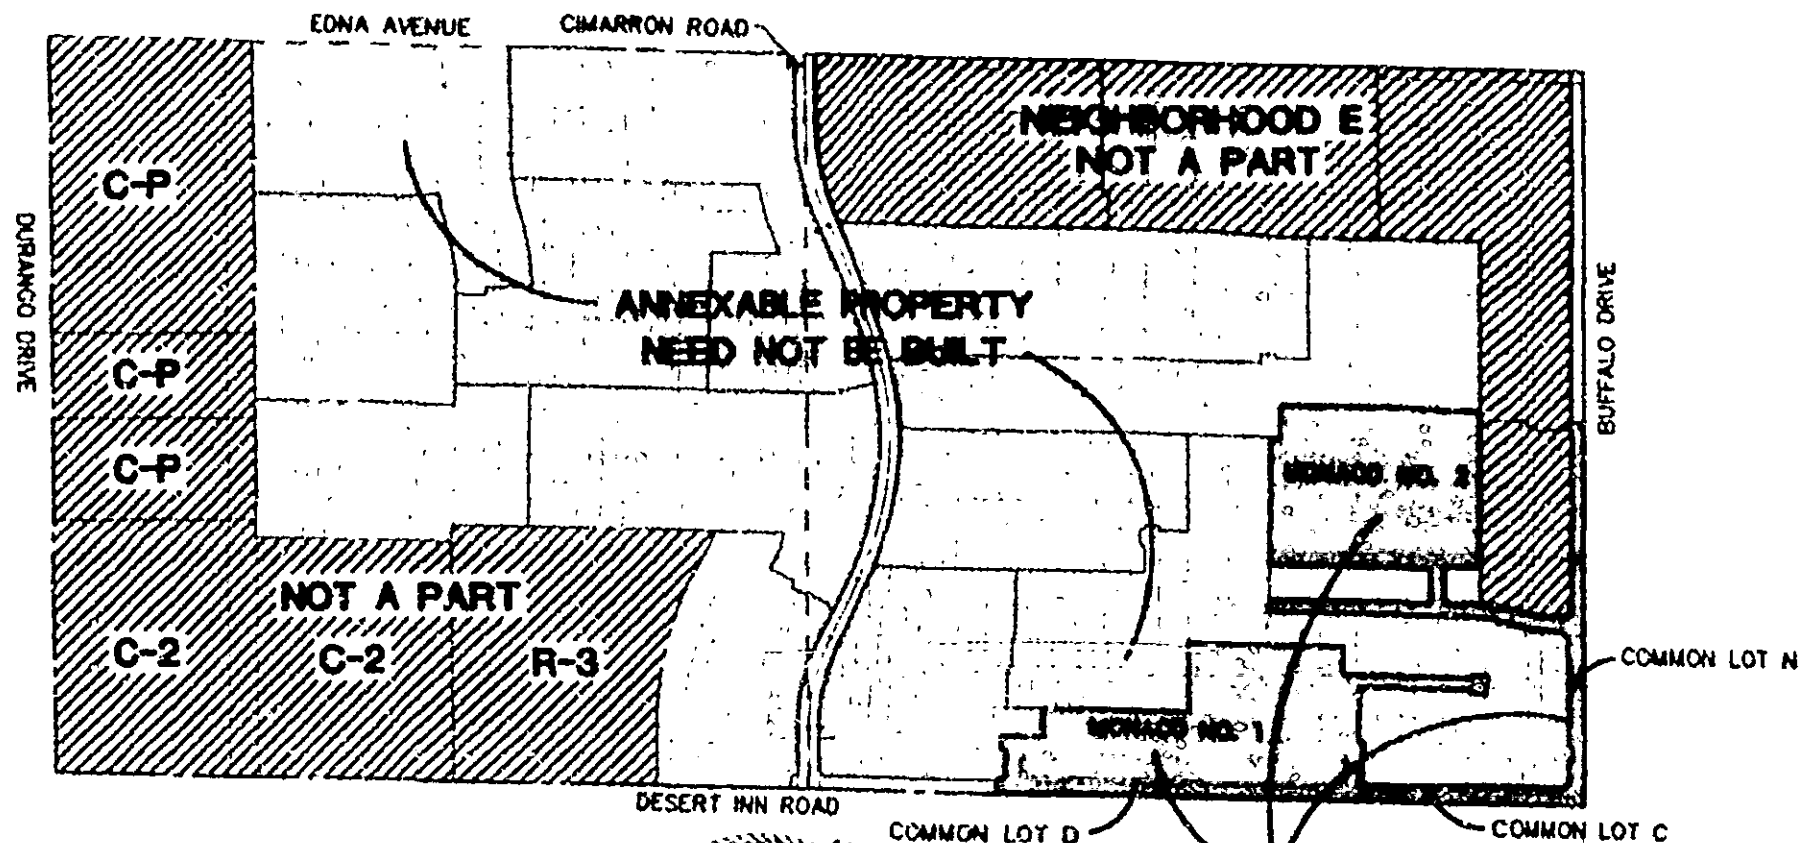 EDNA AVENUE
CIMARRON ROAD
NEIGHBORHOOD E
NOT A PART
C-P
DURANGO DRIVE
BUFFALO DRIVE
ANNEXABLE PROPERTY
NEED NOT BE BUILT
C-P
C-P
MONACO NO. 2
NOT A PART
C-2
C-2
R-3
COMMON LOT N
MONACO NO. 1
DESERT INN ROAD
COMMON LOT D
COMMON LOT C